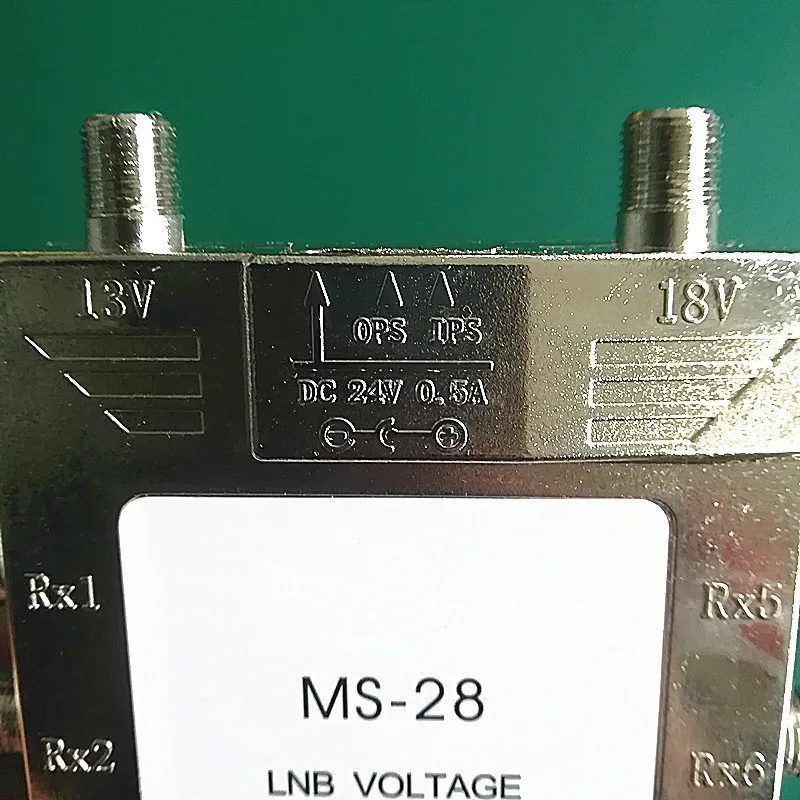 13V
18V
OPS IPS
DC 24V 0.5A
Rx1
Rx5
MS-28
Rx2
Rx6
LNB VOLTAGE